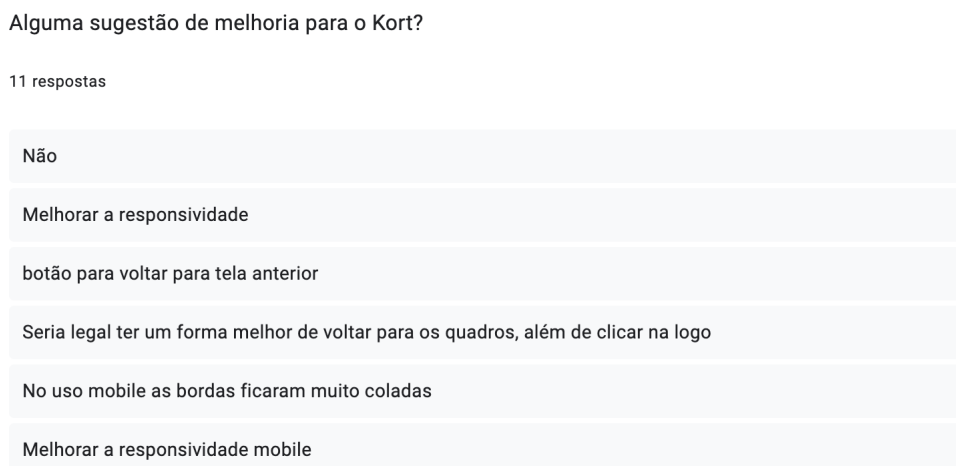 Alguma sugestão de melhoria para o Kort?
11 respostas
Não
Melhorar a responsividade
botão para voltar para tela anterior
Seria legal ter um forma melhor de voltar para os quadros, além de clicar na logo
No uso mobile as bordas ficaram muito coladas
Melhorar a responsividade mobile